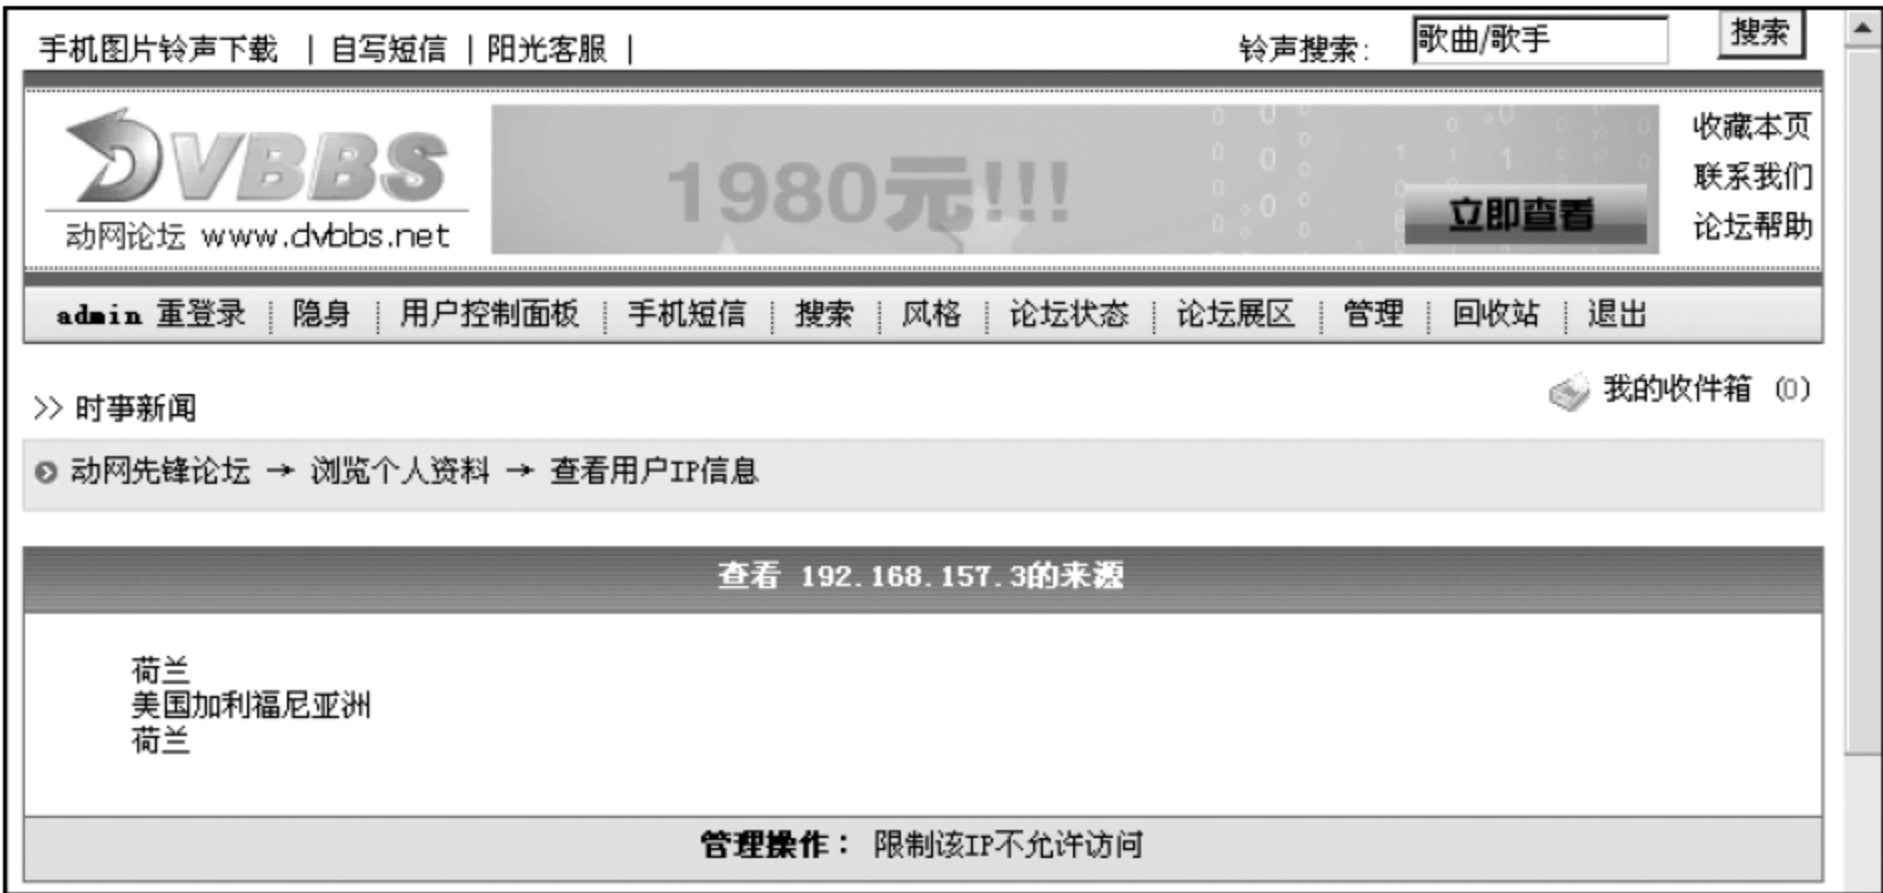 手机图片铃声下载 | 自写短信 | 阳光客服 |
铃声搜索: 歌曲/歌手 搜索
DVBBS
动网论坛 www.dvbbs.net
1980元!!!
立即查看
收藏本页
联系我们
论坛帮助
admin 重登录 隐身 用户控制面板 手机短信 搜索 风格 论坛状态 论坛展区 管理 回收站 退出
我的收件箱 (0)
>> 时事新闻
动网先锋论坛 → 浏览个人资料 → 查看用户IP信息
查看 192.168.157.3的来源
荷兰
美国加利福尼亚洲
荷兰
管理操作： 限制该IP不允许访问